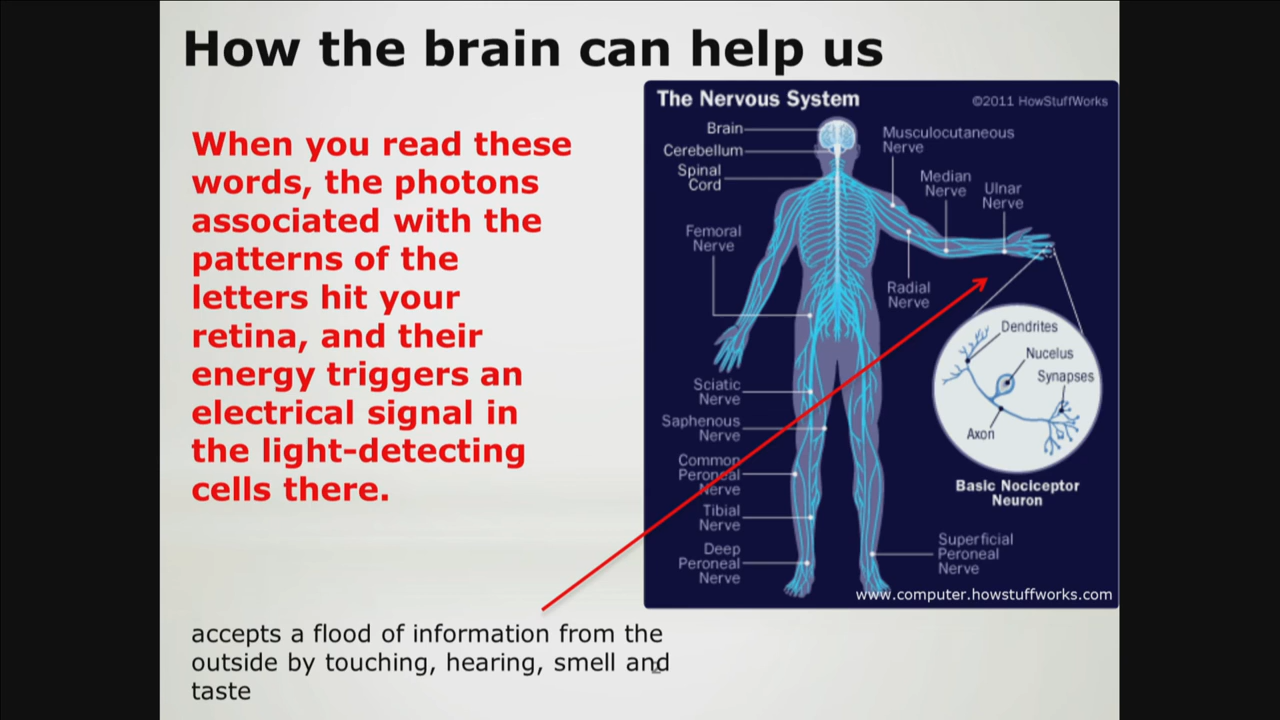 How the brain can help us
When you read these
words, the photons
associated with the
patterns of the
letters hit your
retina, and their
energy triggers an
electrical signal in
the light-detecting
cells there.
The Nervous System
©2011 HowStuffWorks
Brain
Cerebellum
Spinal
Cord
Femoral
Nerve
Musculocutaneous
Nerve
Median
Nerve
Ulnar
Nerve
Radial
Nerve
Dendrites
Nucelus
Synapses
Axon
Basic Nociceptor
Neuron
Sciatic
Nerve
Saphenous
Nerve
Common
Peroneal
Nerve
Tibial
Nerve
Deep
Peroneal
Nerve
Superficial
Peroneal
Nerve
www.computer.howstuffworks.com
accepts a flood of information from the
outside by touching, hearing, smell and
taste